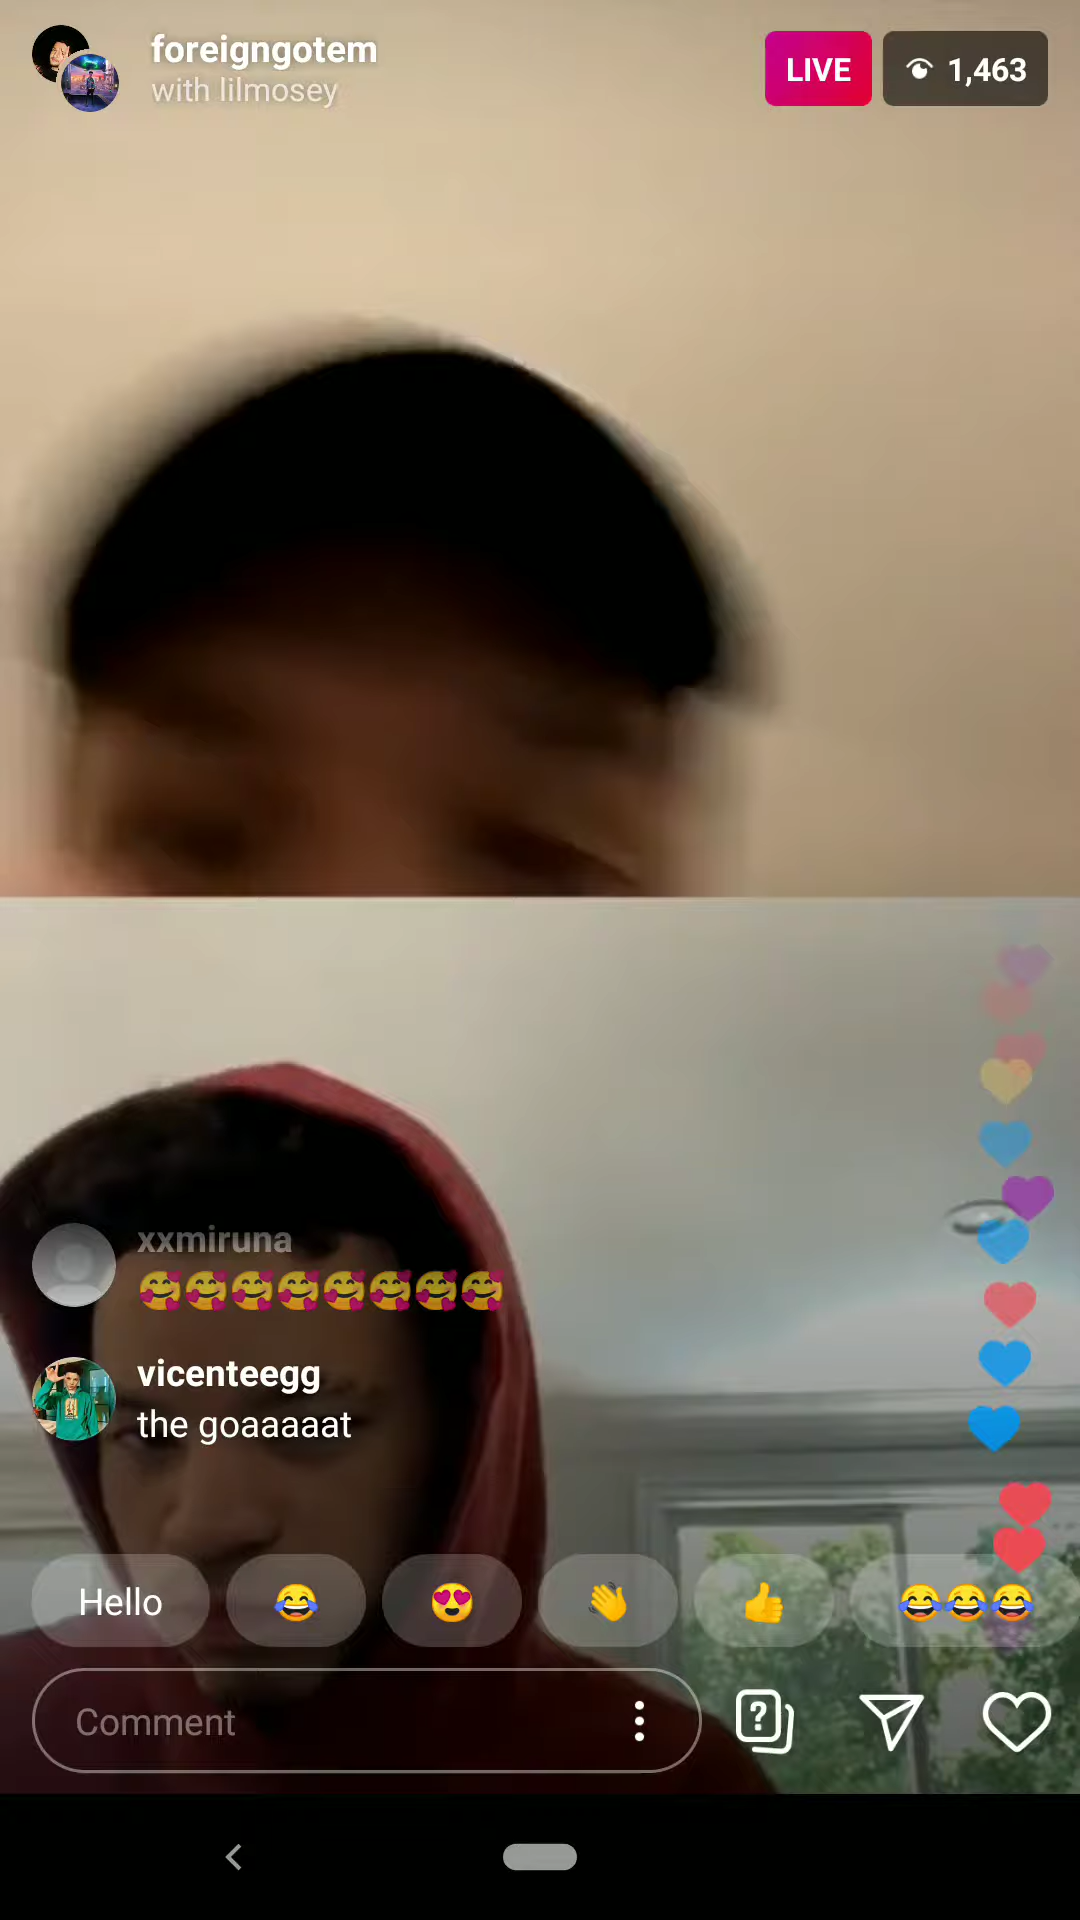 foreigngotem
with lilmosey
LIVE
1,463
xxmiruna
🥰🥰🥰🥰🥰🥰🥰🥰
vicenteegg
the goaaaaat
Hello
😂
😍
👋
👍
😂😂😂
Comment
?